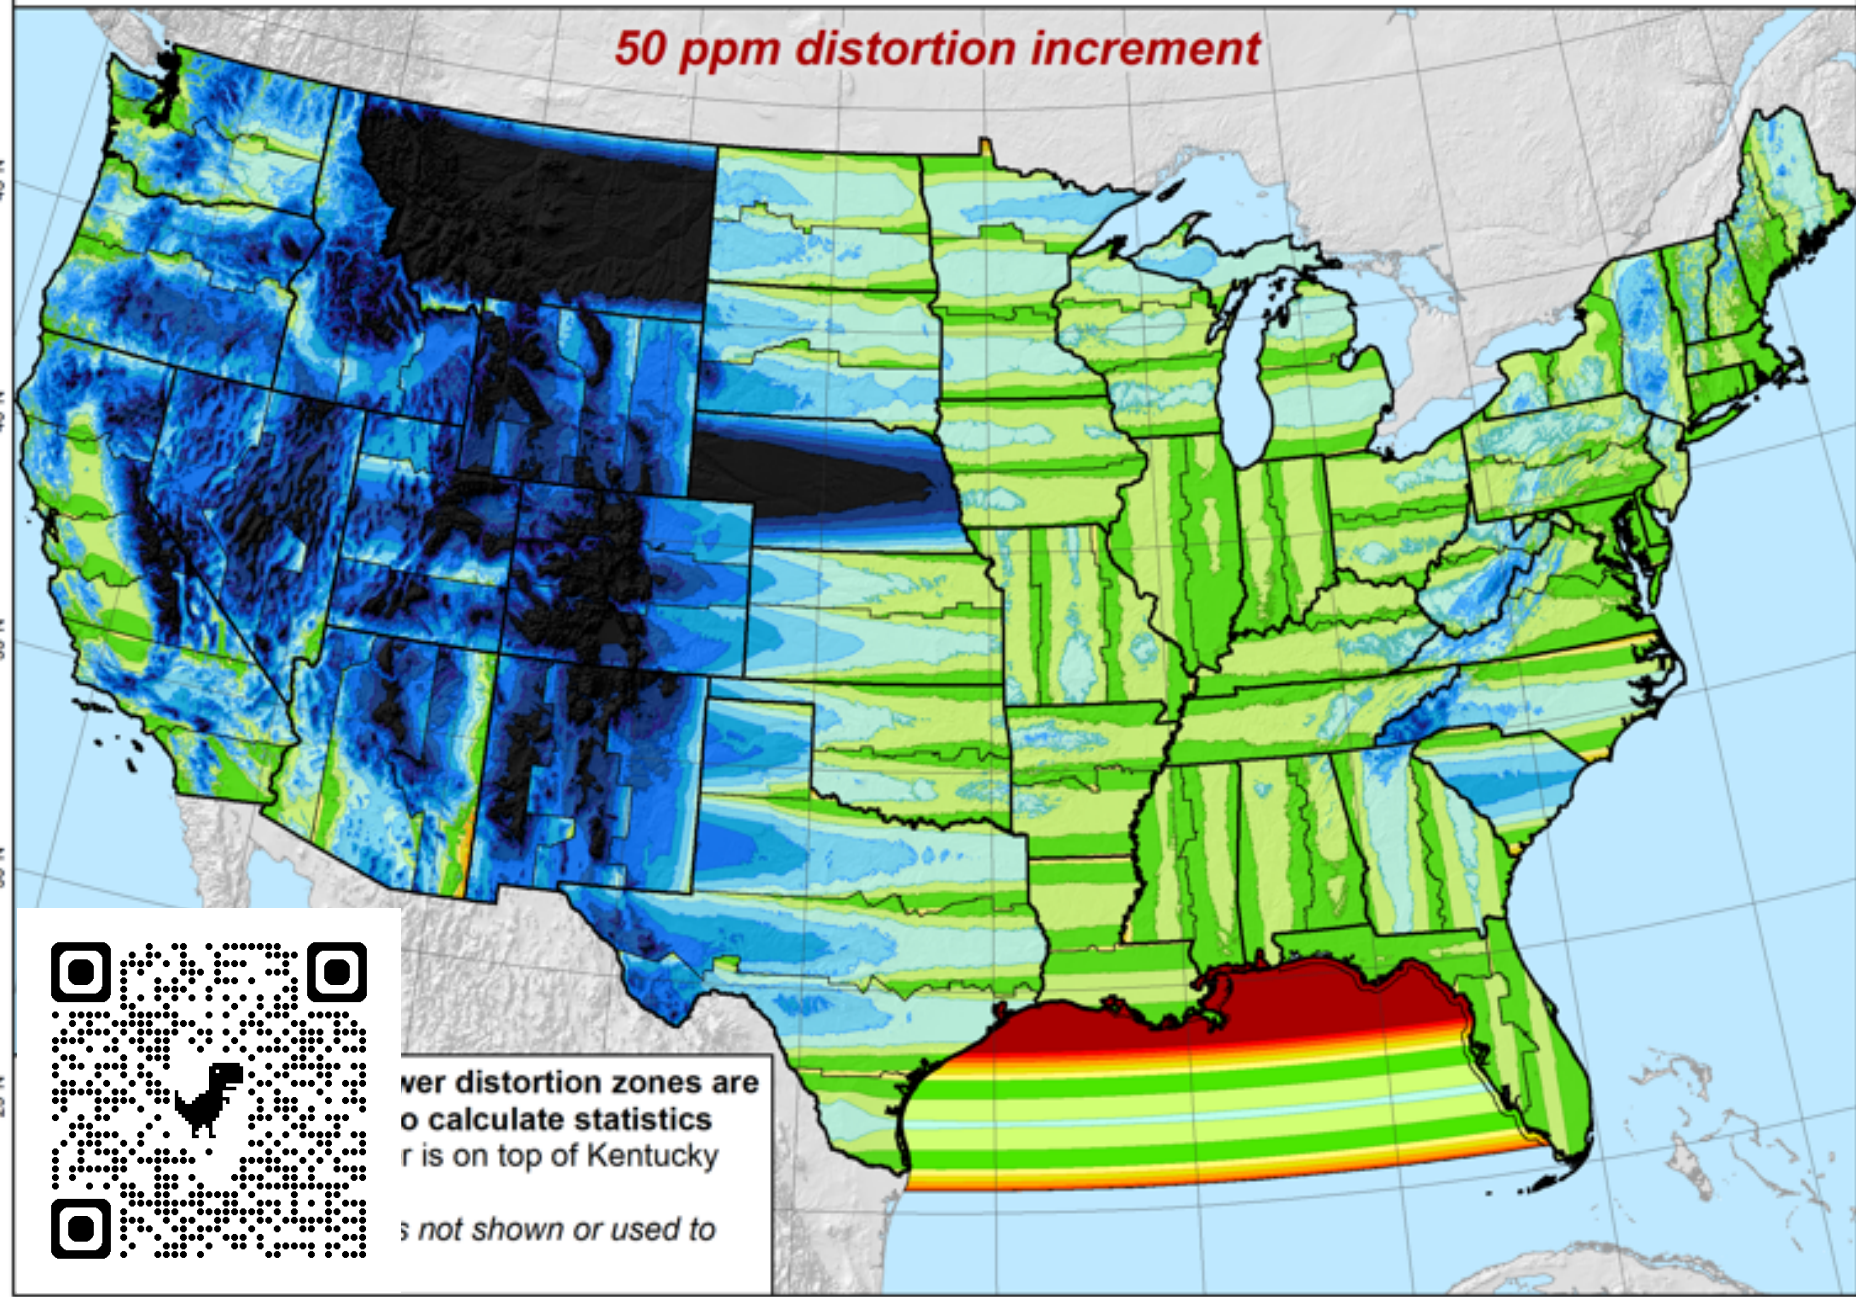 50 ppm distortion increment
wer distortion zones are
o calculate statistics
r is on top of Kentucky
s not shown or used to